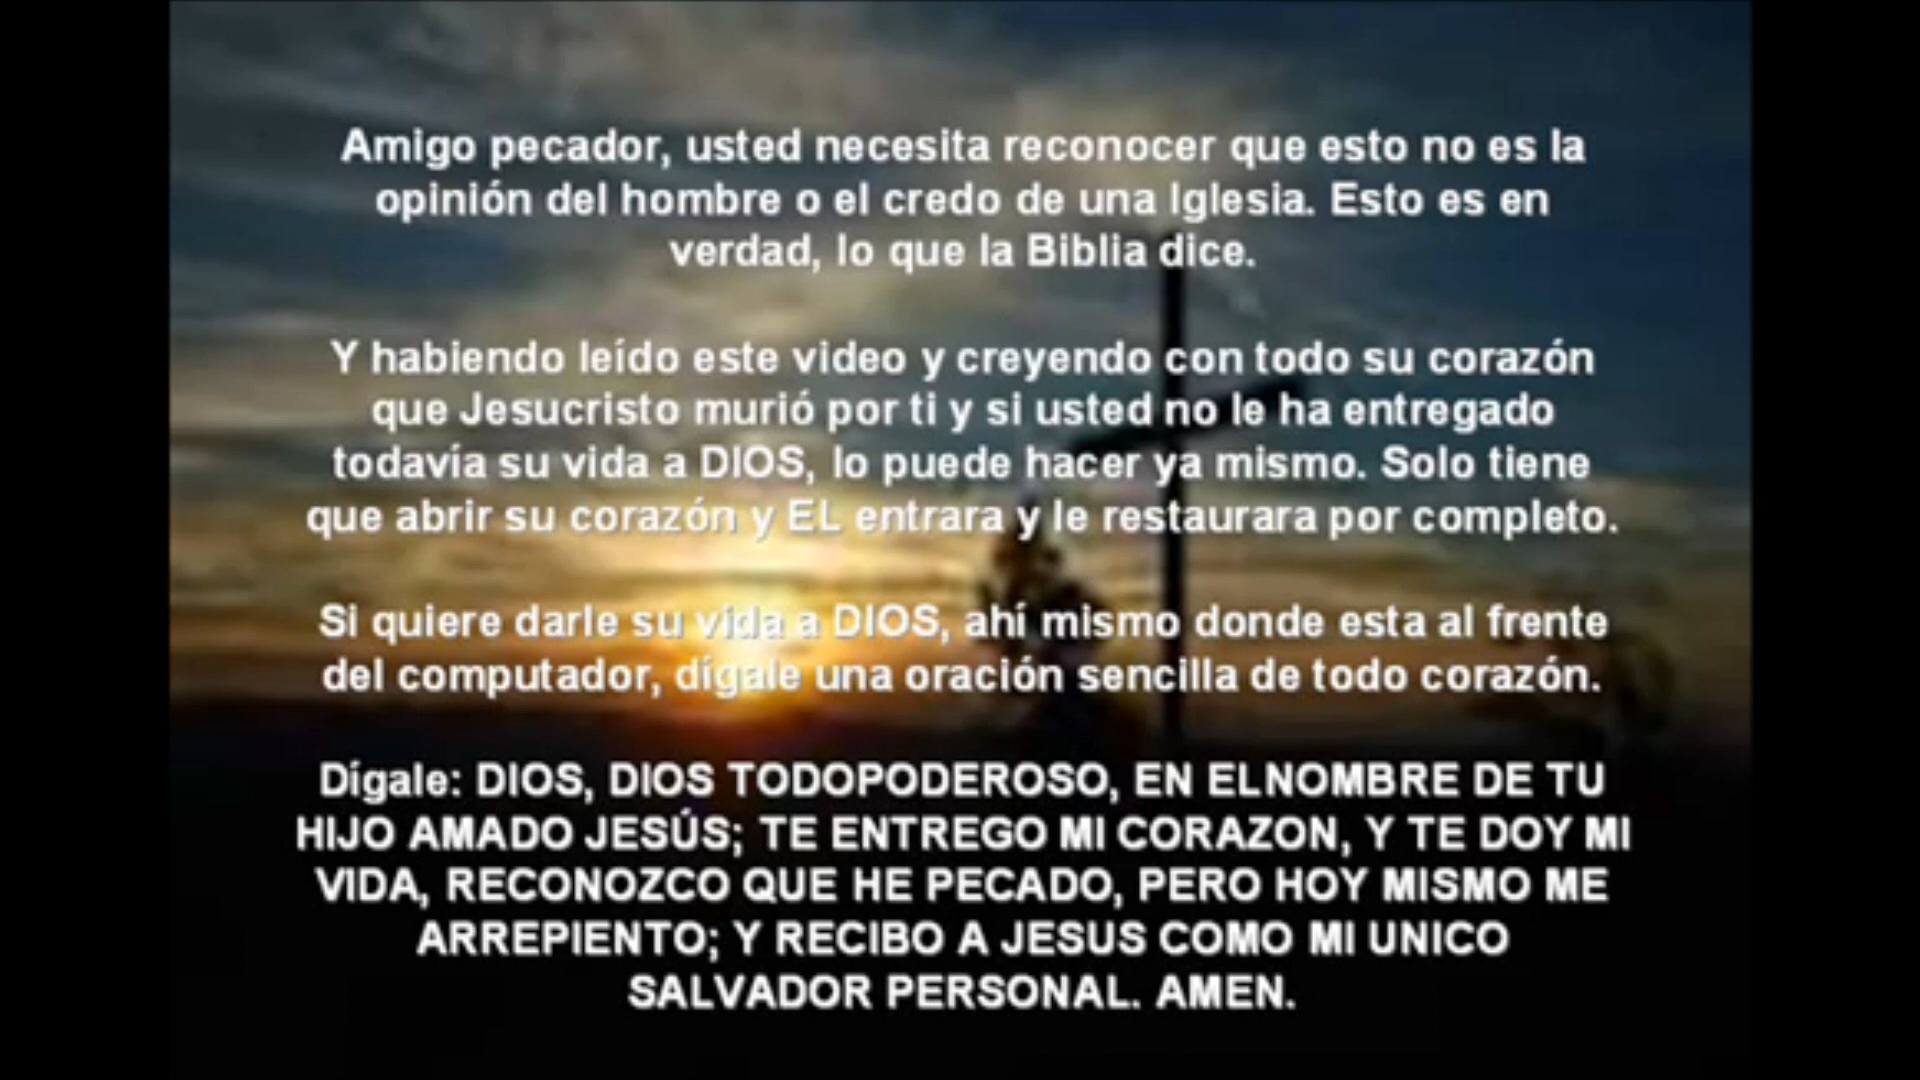 Amigo pecador, usted necesita reconocer que esto no es la
opinión del hombre o el credo de una Iglesia. Esto es en
verdad, lo que la Biblia dice.
Y habiendo leído este video y creyendo con todo su corazón
que Jesucristo murió por ti y si usted no le ha entregado
todavía su vida a DIOS, lo puede hacer ya mismo. Solo tiene
que abrir su corazón y EL entrara y le restaurara por completo.
Si quiere darle su vida a DIOS, ahí mismo donde esta al frente
del computador, dígale una oración sencilla de todo corazón.
Dígale: DIOS, DIOS TODOPODEROSO, EN ELNOMBRE DE TU
HIJO AMADO JESÚS; TE ENTREGO MI CORAZON, Y TE DOY MI
VIDA, RECONOZCO QUE HE PECADO, PERO HOY MISMO ME
ARREPIENTO; Y RECIBO A JESUS COMO MI UNICO
SALVADOR PERSONAL. AMEN.